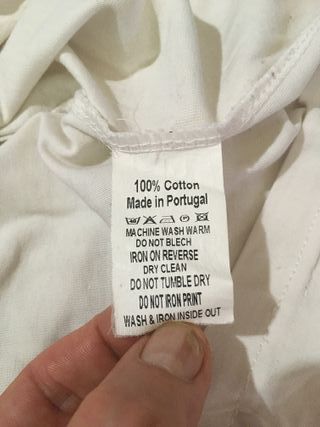 100% Cotton
Made in Portugal
MACHINE WASH WARM
DO NOT BLECH
IRON ON REVERSE
DRY CLEAN
DO NOT TUMBLE DRY
DO NOT IRON PRINT
WASH & IRON INSIDE OUT